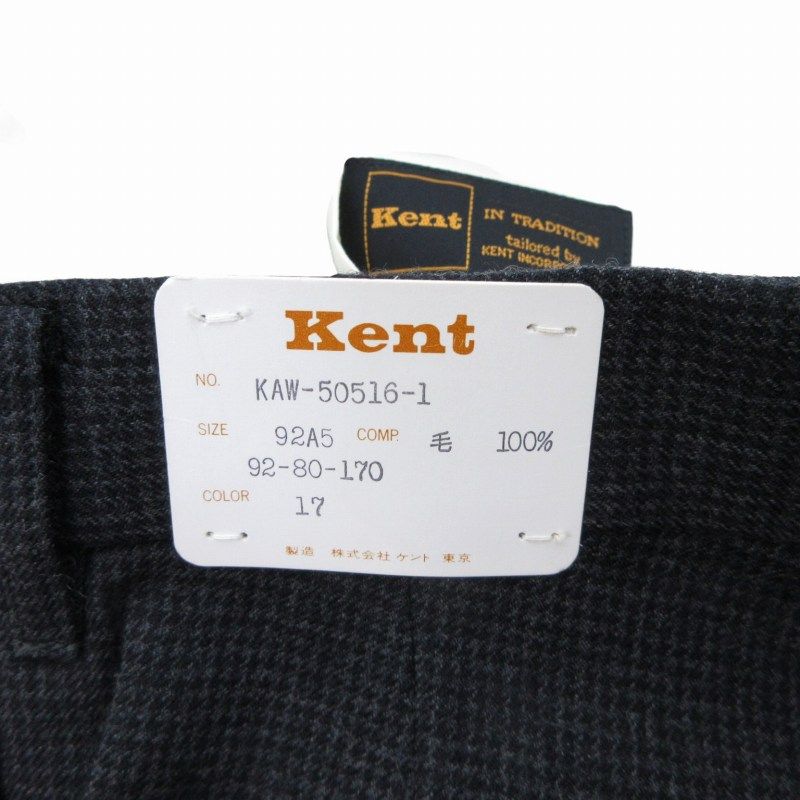 Kent
IN TRADITION
tailored by
KENT
Kent
NO. KAW-50516-1
SIZE 92A5 COMP. 毛 100%
92-80-170
COLOR 17
製造 株式会社ケント 東京